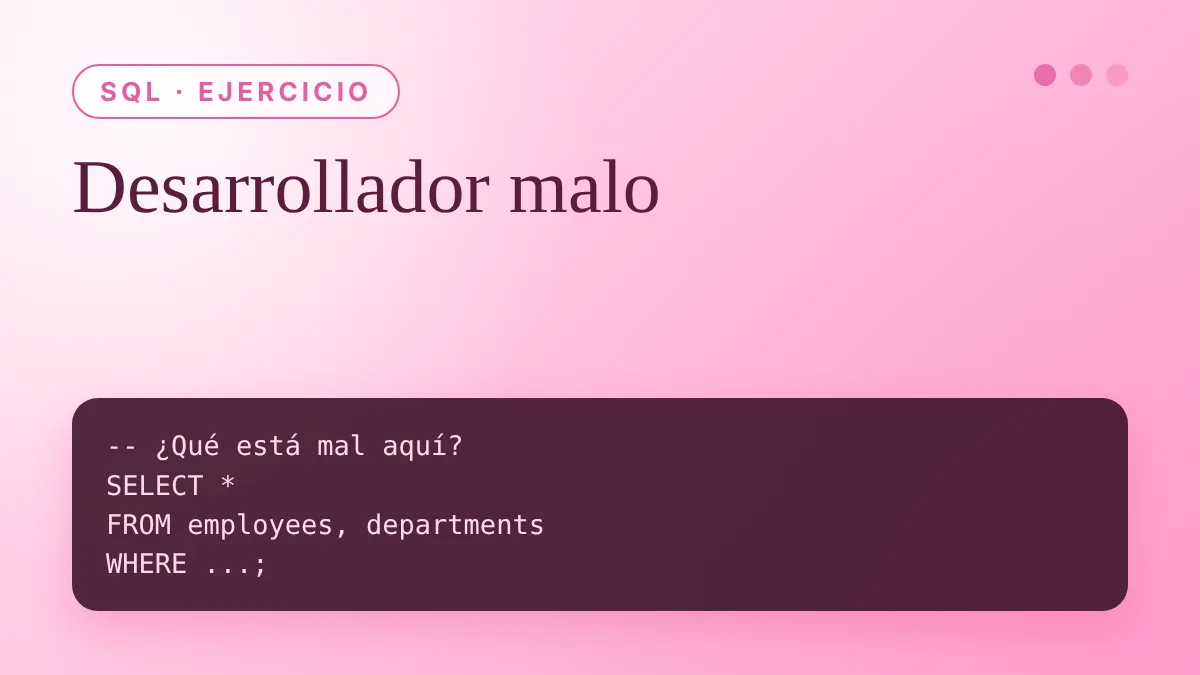 SQL · EJERCICIO
Desarrollador malo
-- ¿Qué está mal aquí?
SELECT *
FROM employees, departments
WHERE ...;